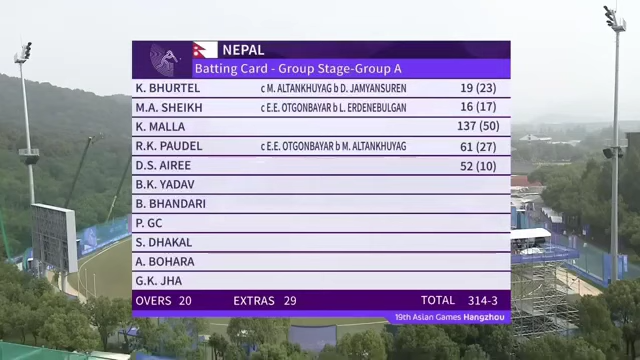 NEPAL
Batting Card - Group Stage-Group A
K. BHURTEL c M. ALTANKHUYAG b D. JAMYANSUREN 19 (23)
M.A. SHEIKH c E.E. OTGONBAYAR b L. ERDENEBULGAN 16 (17)
K. MALLA 137 (50)
R.K. PAUDEL c E.E. OTGONBAYAR b M. ALTANKHUYAG 61 (27)
D.S. AIREE 52 (10)
B.K. YADAV
B. BHANDARI
P. GC
S. DHAKAL
A. BOHARA
G.K. JHA
OVERS 20 EXTRAS 29 TOTAL 314-3
19th Asian Games Hangzhou